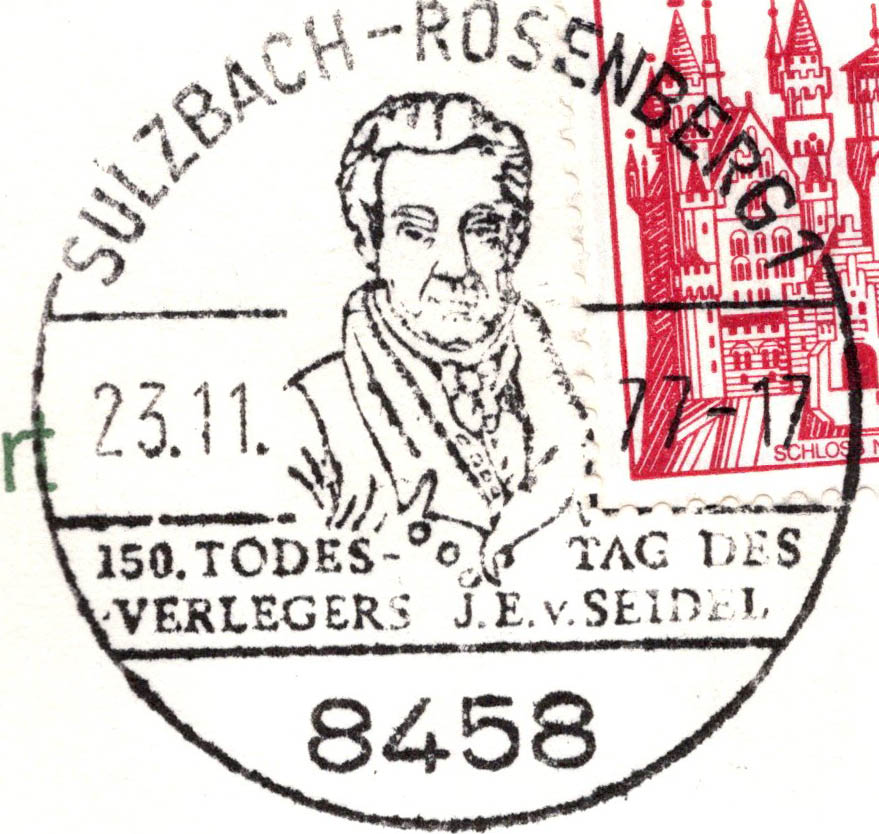 SULZBACH-ROSENBERG 1
23.11. 77-17
150. TODES- TAG DES
VERLEGERS J.E.v.SEIDEL
8458
SCHLOSS N
rt